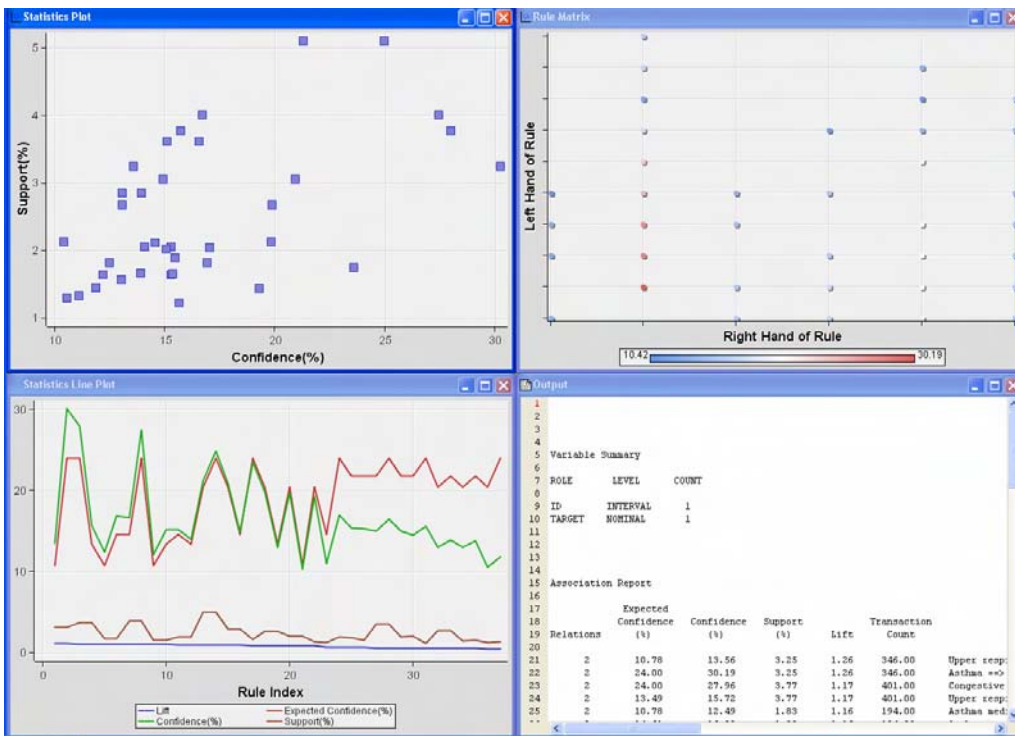 Statistics Plot
5
4
3
2
1
Support(%)
10 15 20 25 30
Confidence(%)
Rule Matrix
Left Hand of Rule
Right Hand of Rule
10.42 30.19
Statistics Line Plot
30
20
10
0
0 10 20 30
Rule Index
Lift Expected Confidence(%)
Confidence(%) Support(%)
Output
1
2
3
4
5 Variable Summary
6
7 ROLE LEVEL COUNT
8
9 ID INTERVAL 1
10 TARGET NOMINAL 1
11
12
13
14
15 Association Report
16
17 Expected
18 Confidence Confidence Support Transaction
19 Relations (%) (%) (%) Lift Count
20
21 2 10.78 13.56 3.25 1.26 346.00 Upper resp:
22 2 24.00 30.19 3.25 1.26 346.00 Asthma ==>
23 2 24.00 27.96 3.77 1.17 401.00 Congestive
24 2 13.49 15.72 3.77 1.17 401.00 Upper resp:
25 2 10.78 12.49 1.83 1.16 194.00 Asthma med: